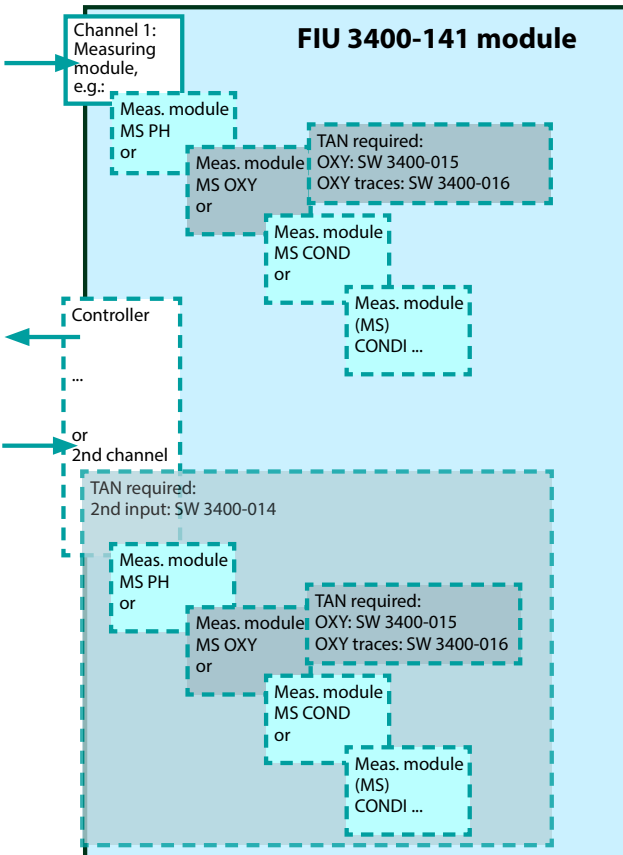 FIU 3400-141 module
Channel 1:
Measuring
module,
e.g.:
Meas. module
MS PH
or
Meas. module
MS OXY
or
TAN required:
OXY: SW 3400-015
OXY traces: SW 3400-016
Meas. module
MS COND
or
Meas. module
(MS)
CONDI ...
Controller
...
or
2nd channel
TAN required:
2nd input: SW 3400-014
Meas. module
MS PH
or
Meas. module
MS OXY
or
TAN required:
OXY: SW 3400-015
OXY traces: SW 3400-016
Meas. module
MS COND
or
Meas. module
(MS)
CONDI ...